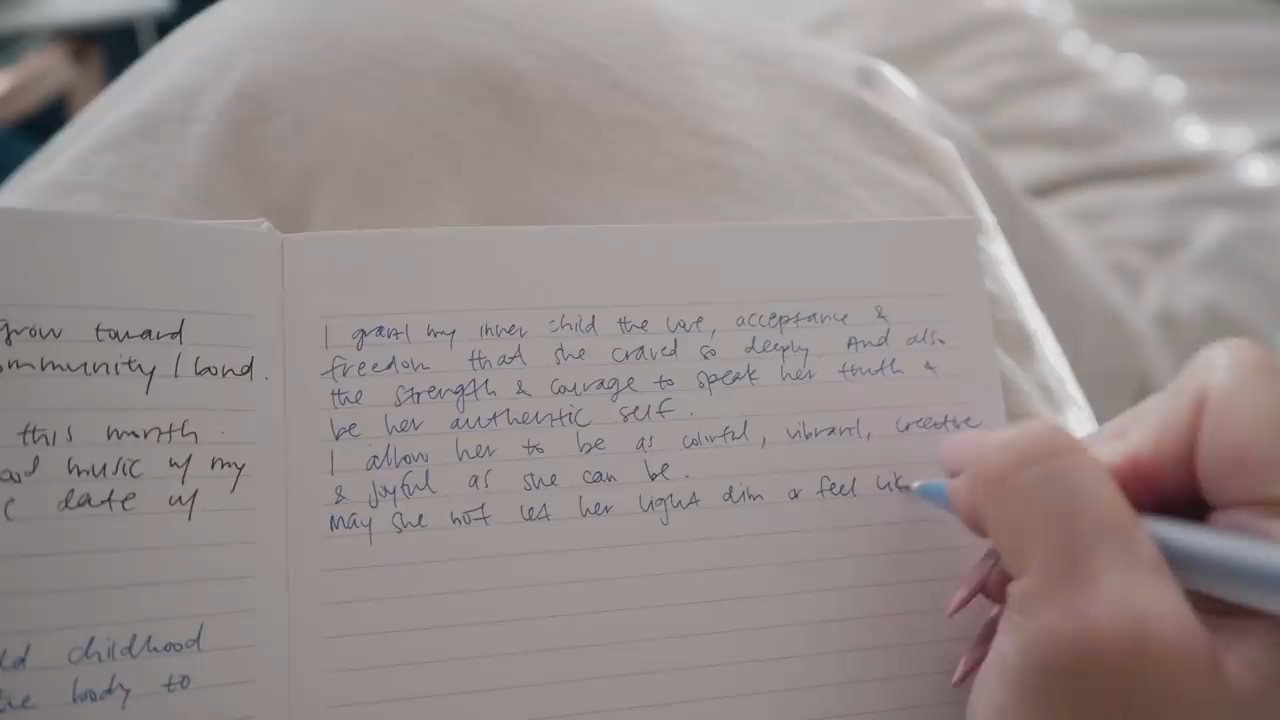 grow toward
ommunity / bond.
this month.
ood music w/ my
c date w/
ld childhood
he body to
I grant my inner child the love, acceptance &
freedom that she craved so deeply. And also
the strength & courage to speak her truth &
be her authentic self.
I allow her to be as colorful, vibrant, creative
& joyful as she can be.
May she not let her light dim or feel lik